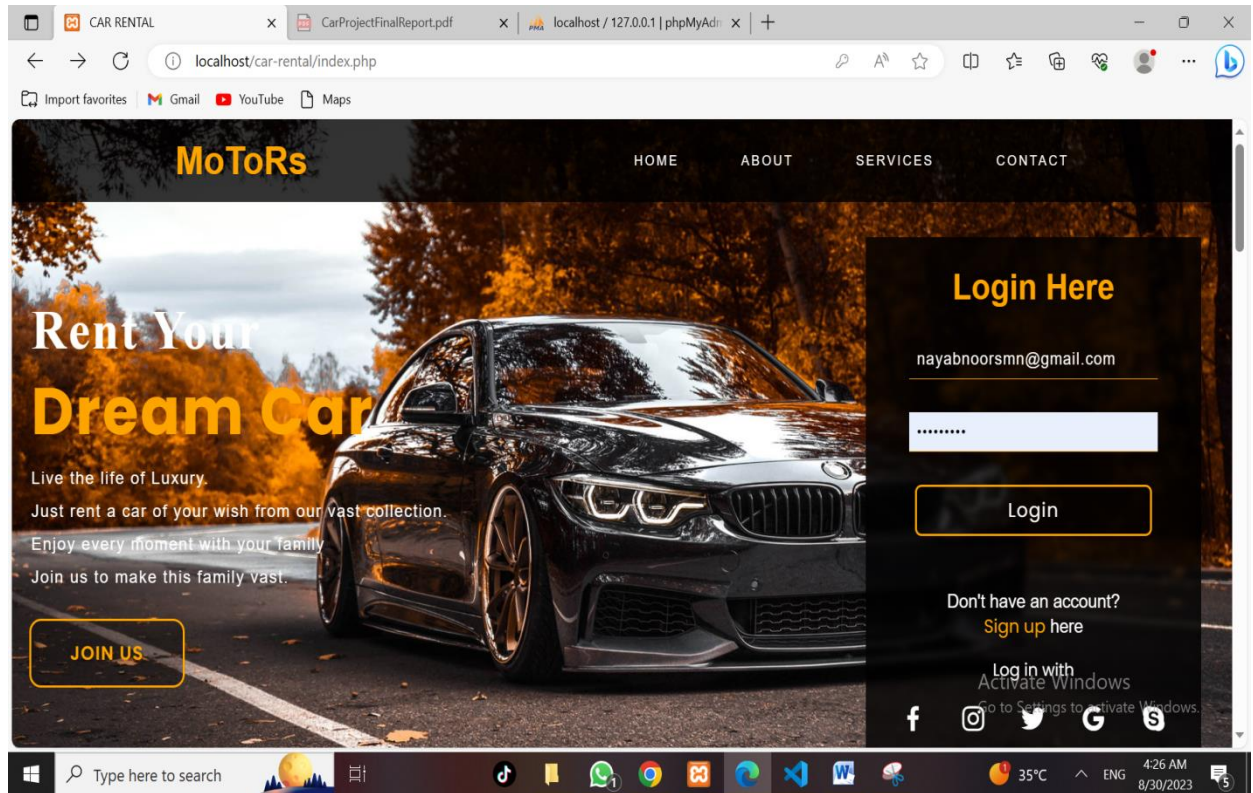 CAR RENTAL
CarProjectFinalReport.pdf
localhost / 127.0.0.1 | phpMyAdn
localhost/car-rental/index.php
Import favorites
Gmail
YouTube
Maps
MoToRs
HOME
ABOUT
SERVICES
CONTACT
Rent Your
Dream Car
Live the life of Luxury.
Just rent a car of your wish from our vast collection.
Enjoy every moment with your family
Join us to make this family vast.
JOIN US
Login Here
nayabnoorsmn@gmail.com
•••••••••
Login
Don't have an account?
Sign up here
Log in with
Activate Windows
Go to Settings to activate Windows.
Type here to search
35°C
ENG
4:26 AM
8/30/2023